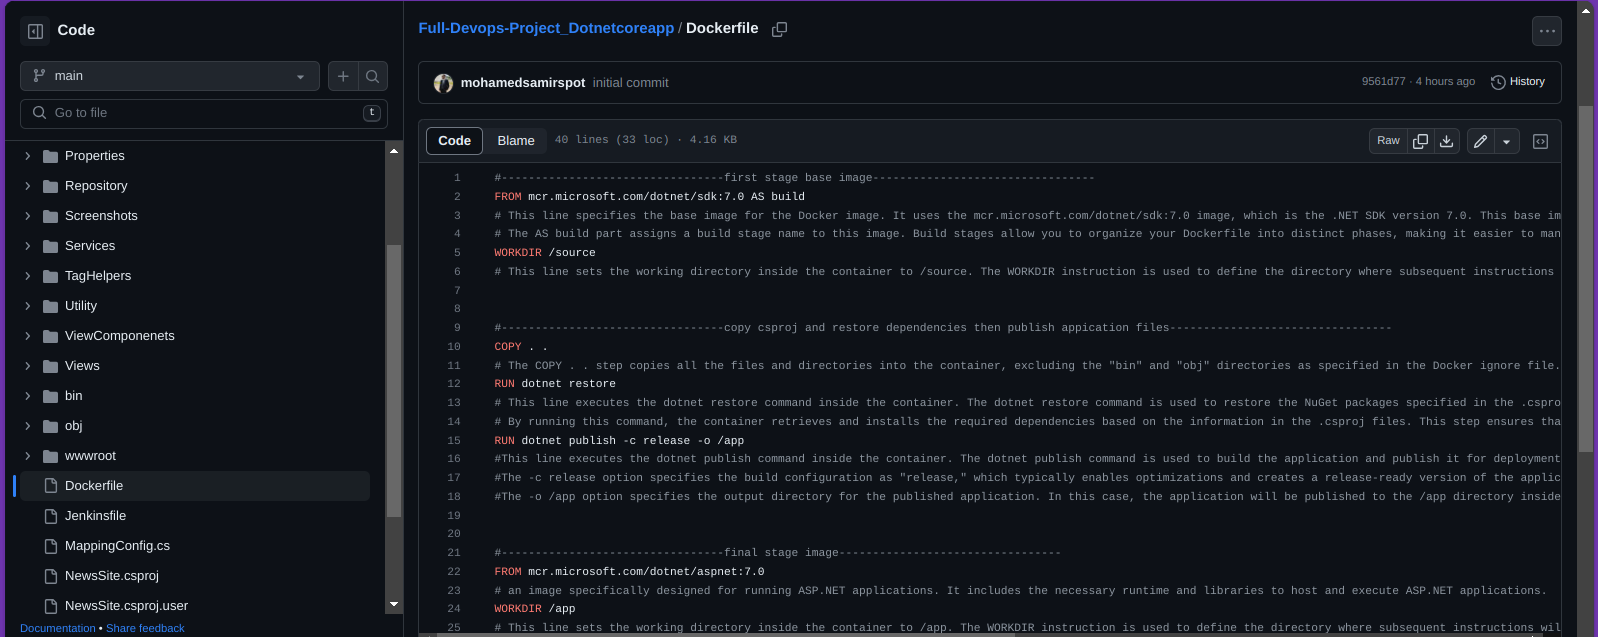 Code
main
Go to file
t
Properties
Repository
Screenshots
Services
TagHelpers
Utility
ViewComponenets
Views
bin
obj
wwwroot
Dockerfile
Jenkinsfile
MappingConfig.cs
NewsSite.csproj
NewsSite.csproj.user
Documentation • Share feedback
Full-Devops-Project_Dotnetcoreapp / Dockerfile
mohamedsamirspot initial commit
9561d77 · 4 hours ago History
Code Blame 40 lines (33 loc) · 4.16 KB
Raw
1 #---------------------------------first stage base image---------------------------------
2 FROM mcr.microsoft.com/dotnet/sdk:7.0 AS build
3 # This line specifies the base image for the Docker image. It uses the mcr.microsoft.com/dotnet/sdk:7.0 image, which is the .NET SDK version 7.0. This base im
4 # The AS build part assigns a build stage name to this image. Build stages allow you to organize your Dockerfile into distinct phases, making it easier to man
5 WORKDIR /source
6 # This line sets the working directory inside the container to /source. The WORKDIR instruction is used to define the directory where subsequent instructions
7
8
9 #---------------------------------copy csproj and restore dependencies then publish appication files---------------------------------
10 COPY . .
11 # The COPY . . step copies all the files and directories into the container, excluding the "bin" and "obj" directories as specified in the Docker ignore file.
12 RUN dotnet restore
13 # This line executes the dotnet restore command inside the container. The dotnet restore command is used to restore the NuGet packages specified in the .cspro
14 # By running this command, the container retrieves and installs the required dependencies based on the information in the .csproj files. This step ensures tha
15 RUN dotnet publish -c release -o /app
16 #This line executes the dotnet publish command inside the container. The dotnet publish command is used to build the application and publish it for deployment
17 #The -c release option specifies the build configuration as "release," which typically enables optimizations and creates a release-ready version of the applic
18 #The -o /app option specifies the output directory for the published application. In this case, the application will be published to the /app directory inside
19
20
21 #---------------------------------final stage image---------------------------------
22 FROM mcr.microsoft.com/dotnet/aspnet:7.0
23 # an image specifically designed for running ASP.NET applications. It includes the necessary runtime and libraries to host and execute ASP.NET applications.
24 WORKDIR /app
25 # This line sets the working directory inside the container to /app. The WORKDIR instruction is used to define the directory where subsequent instructions wil